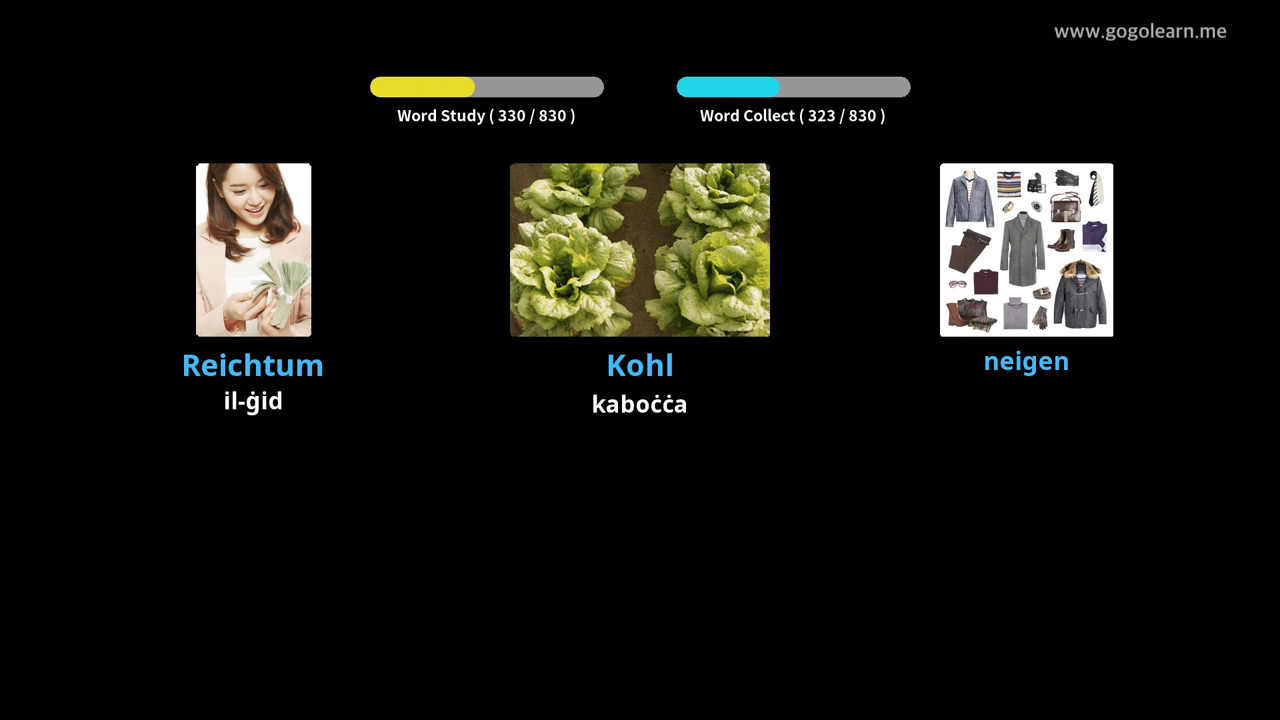 www.gogolearn.me
Word Study ( 330 / 830 )
Word Collect ( 323 / 830 )
Reichtum
il-ġid
Kohl
kaboċċa
neigen